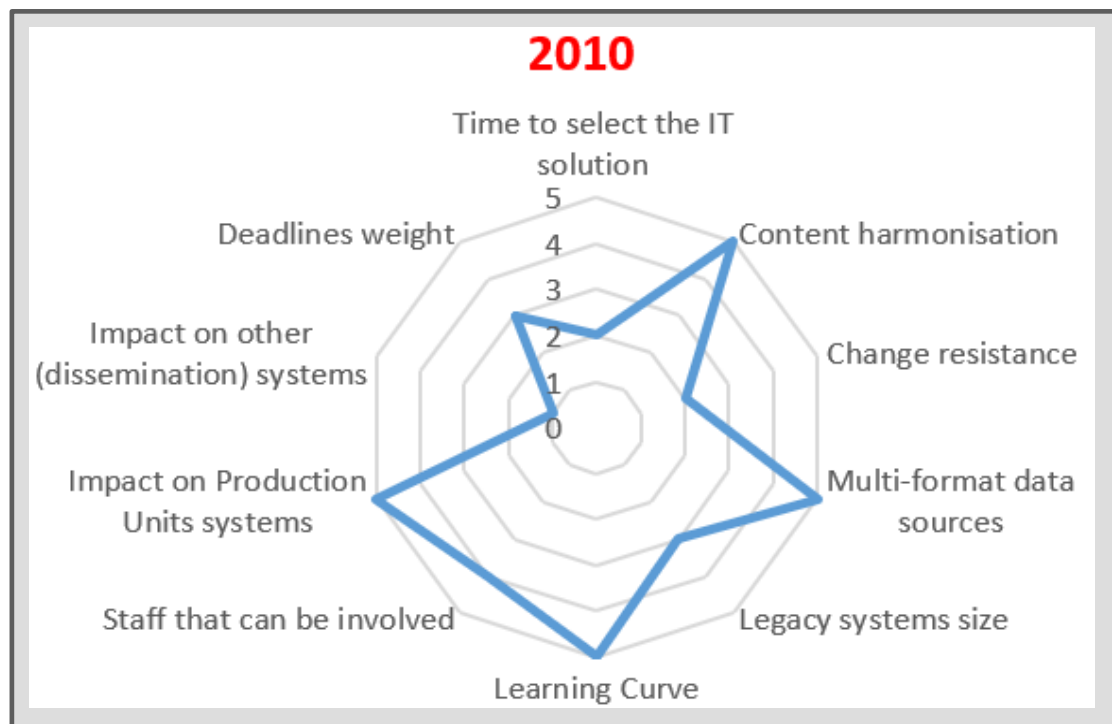 2010
Time to select the IT
solution
5
4
3
2
1
0
Content harmonisation
Change resistance
Multi-format data
sources
Legacy systems size
Learning Curve
Staff that can be involved
Impact on Production
Units systems
Impact on other
(dissemination) systems
Deadlines weight